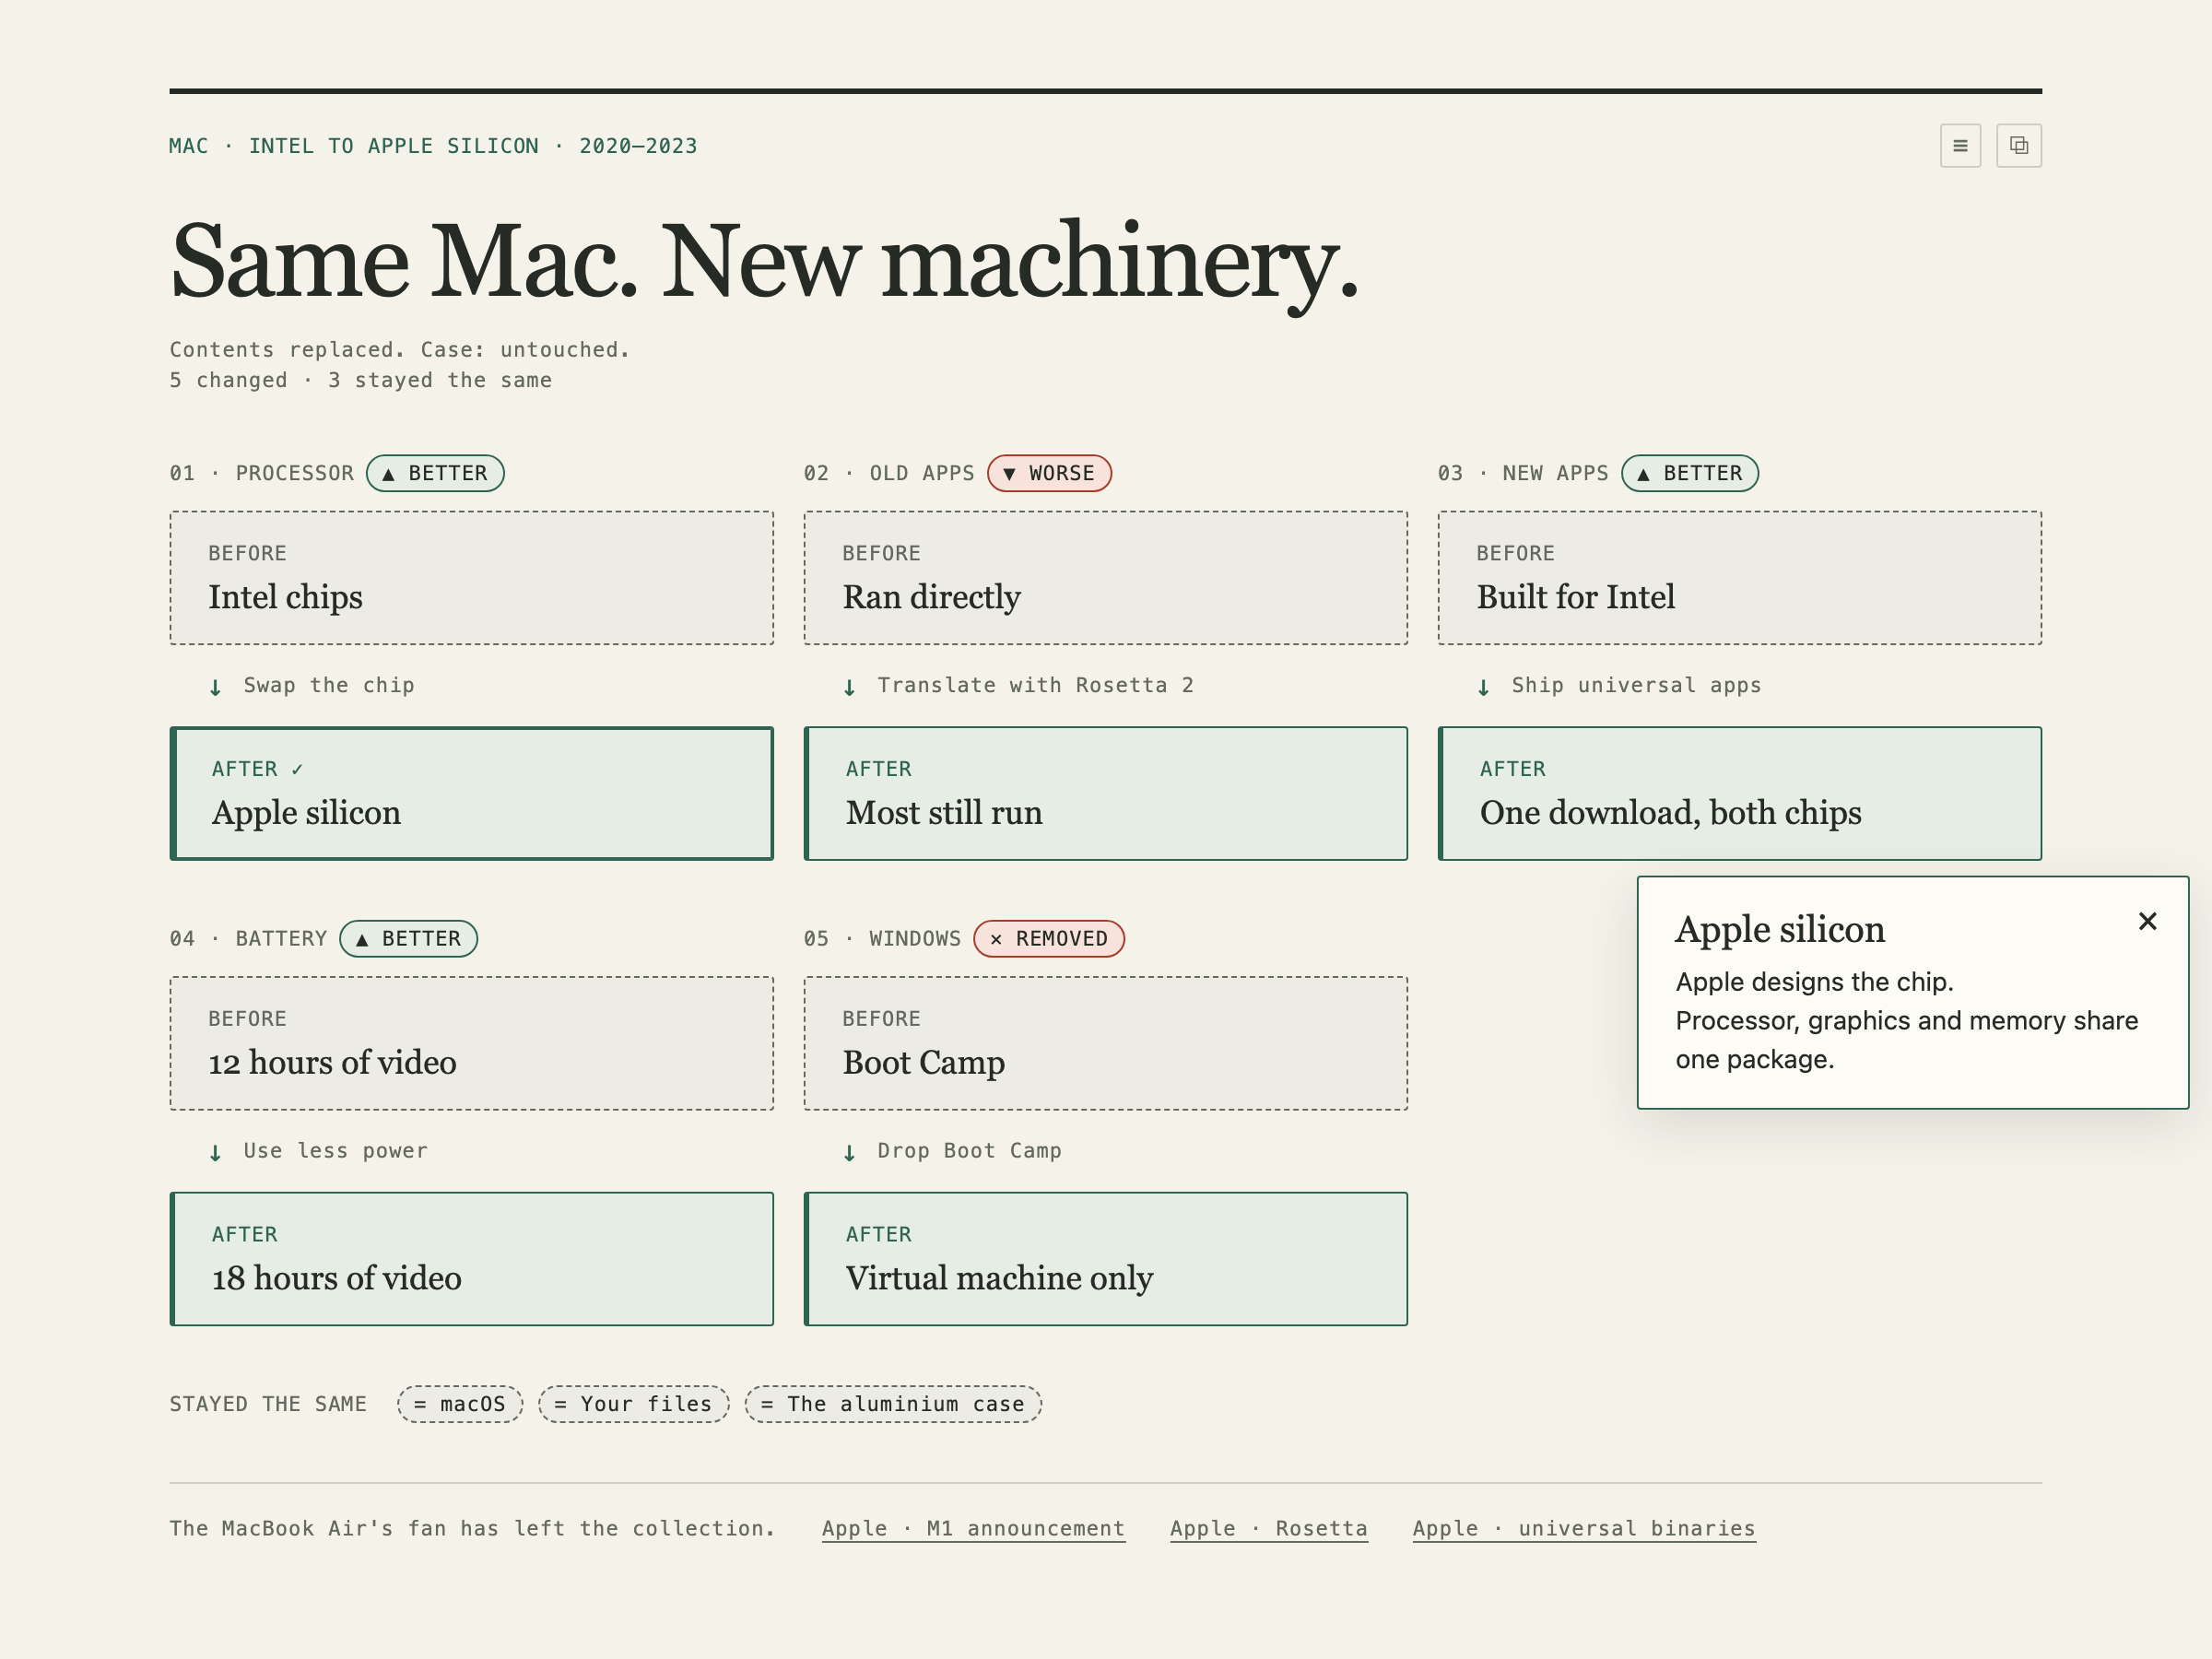 MAC · INTEL TO APPLE SILICON · 2020–2023
Same Mac. New machinery.
Contents replaced. Case: untouched.
5 changed · 3 stayed the same
01 · PROCESSOR ▲ BETTER
BEFORE
Intel chips
↓ Swap the chip
AFTER ✓
Apple silicon
02 · OLD APPS ▼ WORSE
BEFORE
Ran directly
↓ Translate with Rosetta 2
AFTER
Most still run
03 · NEW APPS ▲ BETTER
BEFORE
Built for Intel
↓ Ship universal apps
AFTER
One download, both chips
04 · BATTERY ▲ BETTER
BEFORE
12 hours of video
↓ Use less power
AFTER
18 hours of video
05 · WINDOWS × REMOVED
BEFORE
Boot Camp
↓ Drop Boot Camp
AFTER
Virtual machine only
Apple silicon ×
Apple designs the chip.
Processor, graphics and memory share
one package.
STAYED THE SAME = macOS = Your files = The aluminium case
The MacBook Air's fan has left the collection. Apple · M1 announcement Apple · Rosetta Apple · universal binaries